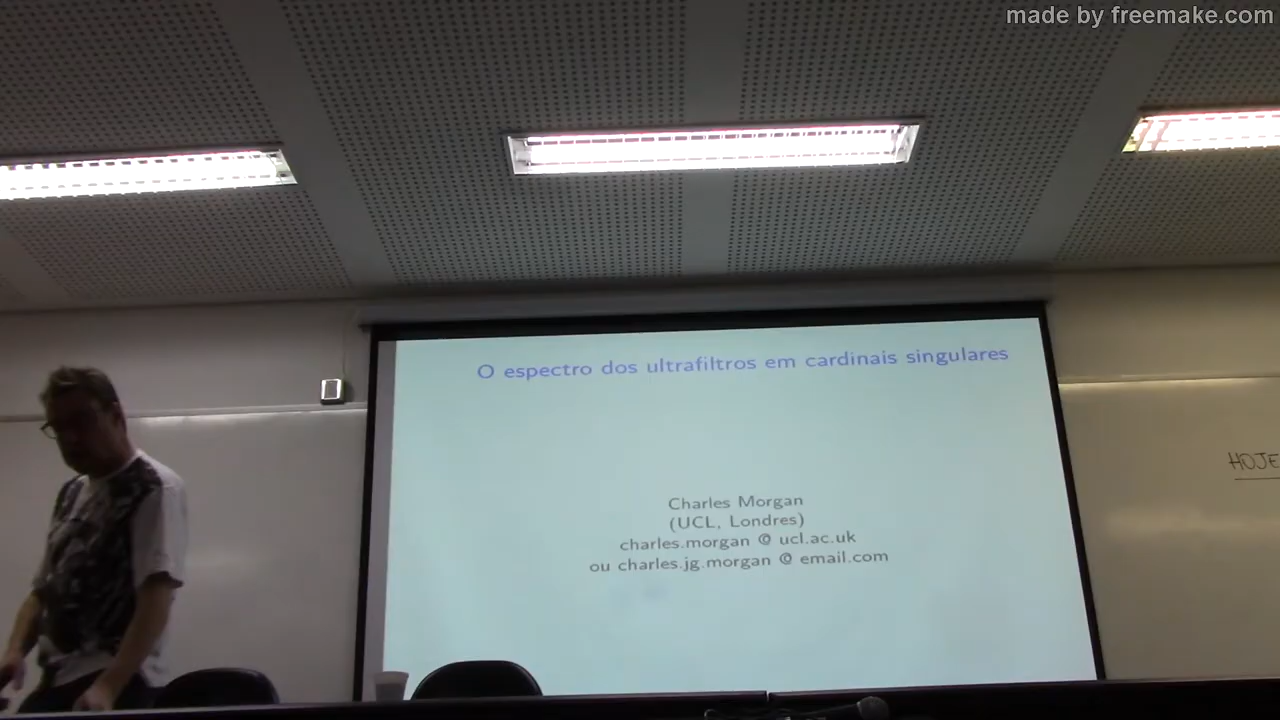 made by freemake.com
O espectro dos ultrafiltros em cardinais singulares
Charles Morgan
(UCL, Londres)
charles.morgan @ ucl.ac.uk
ou charles.jg.morgan @ email.com
HOJE